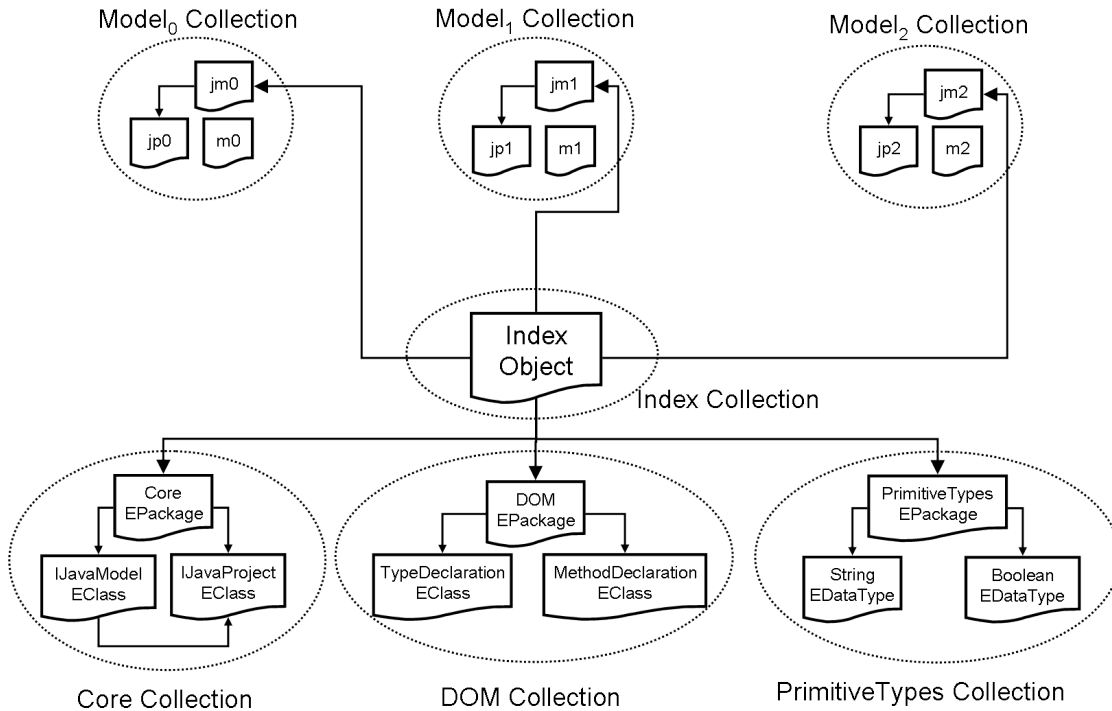 Model₀ Collection
Model₁ Collection
Model₂ Collection
jm0
jp0
m0
jm1
jp1
m1
jm2
jp2
m2
Index
Object
Index Collection
Core
EPackage
IJavaModel
EClass
IJavaProject
EClass
DOM
EPackage
TypeDeclaration
EClass
MethodDeclaration
EClass
PrimitiveTypes
EPackage
String
EDataType
Boolean
EDataType
Core Collection
DOM Collection
PrimitiveTypes Collection